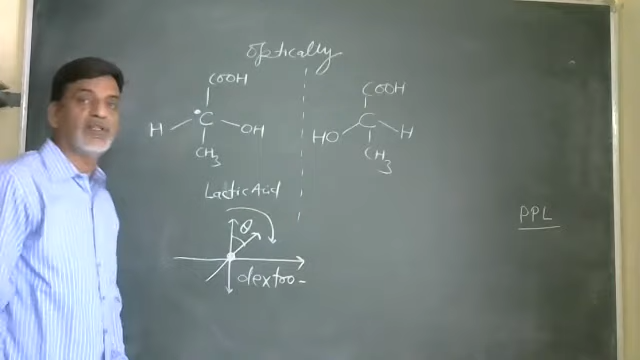 Optically
COOH
*C
H
OH
CH3
COOH
C
HO
H
CH3
Lactic Acid
θ
dextro-
PPL